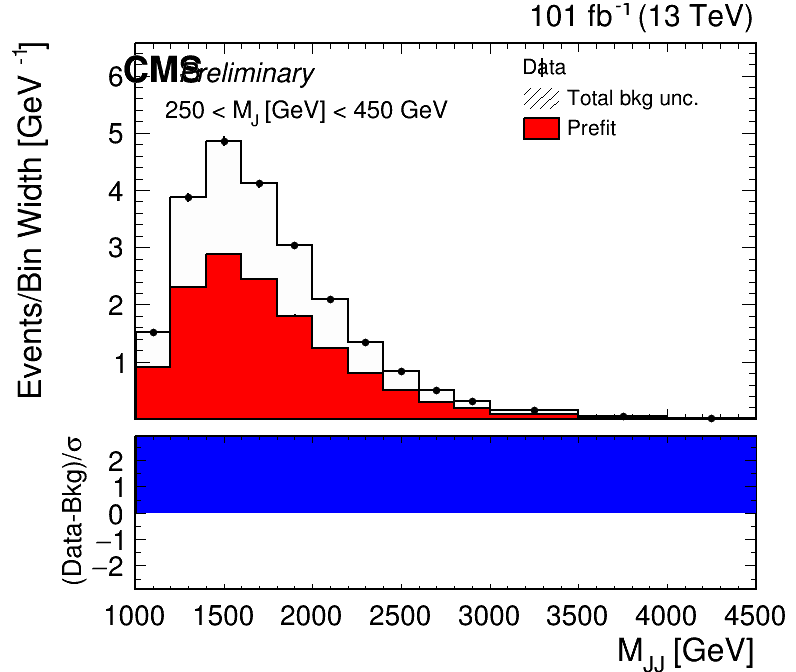 101 fb⁻¹ (13 TeV)
CMS Preliminary
250 < M_J [GeV] < 450 GeV
Data
Total bkg unc.
Prefit
Events/Bin Width [GeV⁻¹]
6
5
4
3
2
1
(Data-Bkg)/σ
2
1
0
−1
−2
1000 1500 2000 2500 3000 3500 4000 4500
M_JJ [GeV]